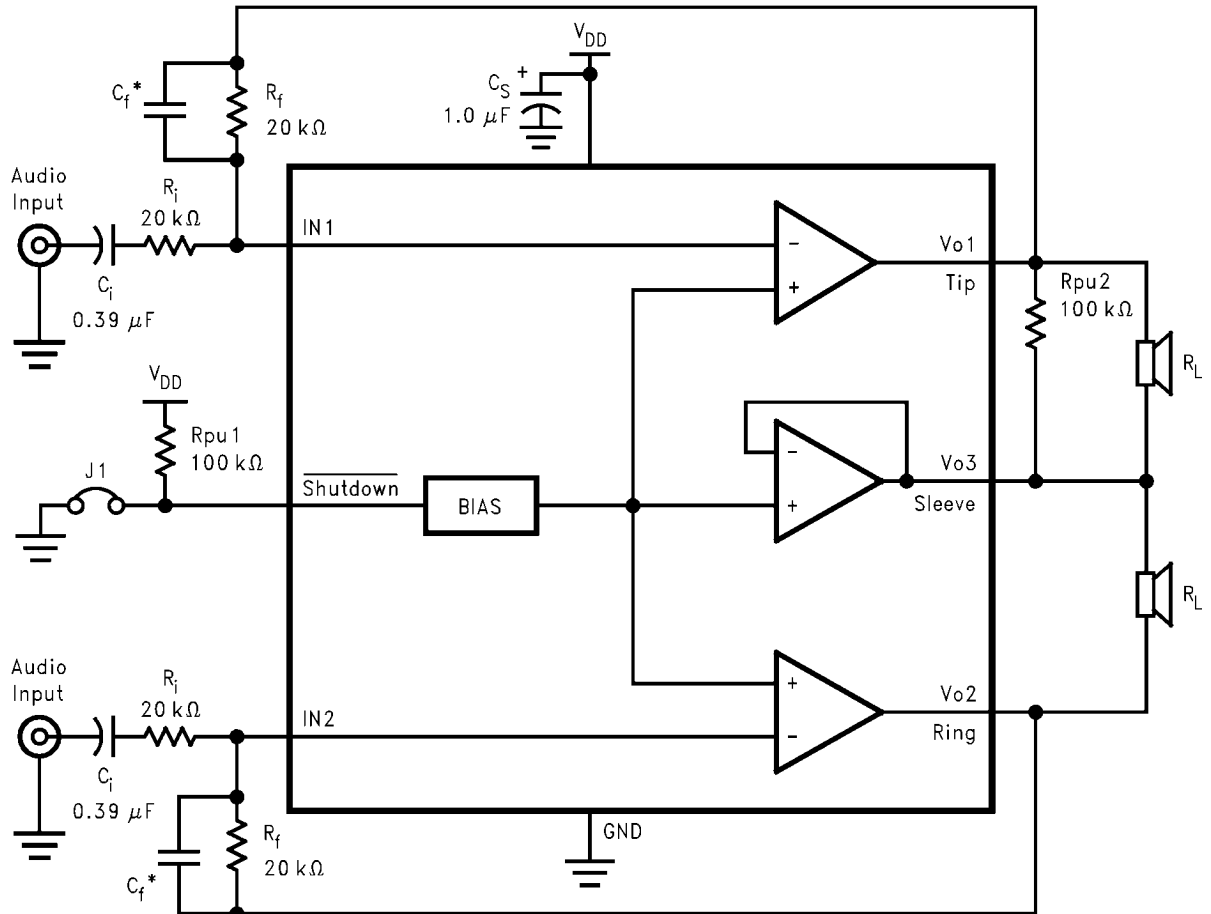 V_DD
C_f*
R_f
20 kΩ
C_S
+
1.0 µF
Audio
Input
R_i
20 kΩ
C_i
0.39 µF
IN1
-
+
Vo1
Tip
Rpu2
100 kΩ
R_L
V_DD
Rpu1
100 kΩ
J1
Shutdown
BIAS
-
+
Vo3
Sleeve
R_L
Audio
Input
R_i
20 kΩ
C_i
0.39 µF
IN2
+
-
Vo2
Ring
R_f
20 kΩ
C_f*
GND